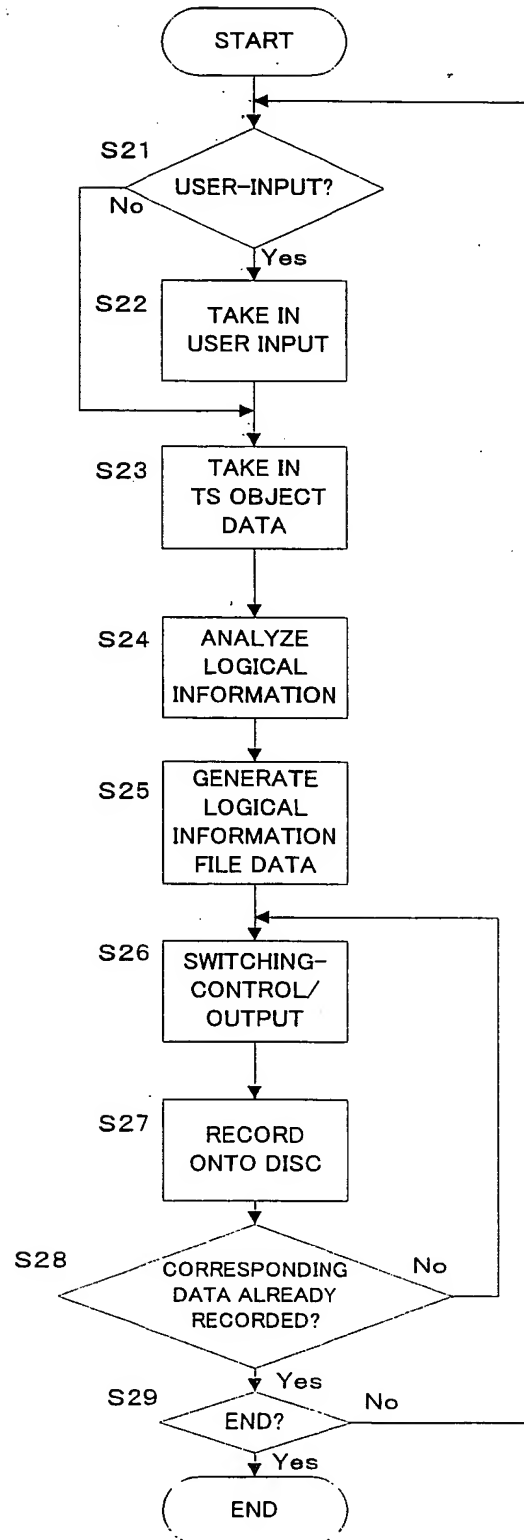 START
S21
USER-INPUT?
No
Yes
S22
TAKE IN
USER INPUT
S23
TAKE IN
TS OBJECT
DATA
S24
ANALYZE
LOGICAL
INFORMATION
S25
GENERATE
LOGICAL
INFORMATION
FILE DATA
S26
SWITCHING-
CONTROL/
OUTPUT
S27
RECORD
ONTO DISC
S28
CORRESPONDING
DATA ALREADY
RECORDED?
No
Yes
S29
END?
No
Yes
END